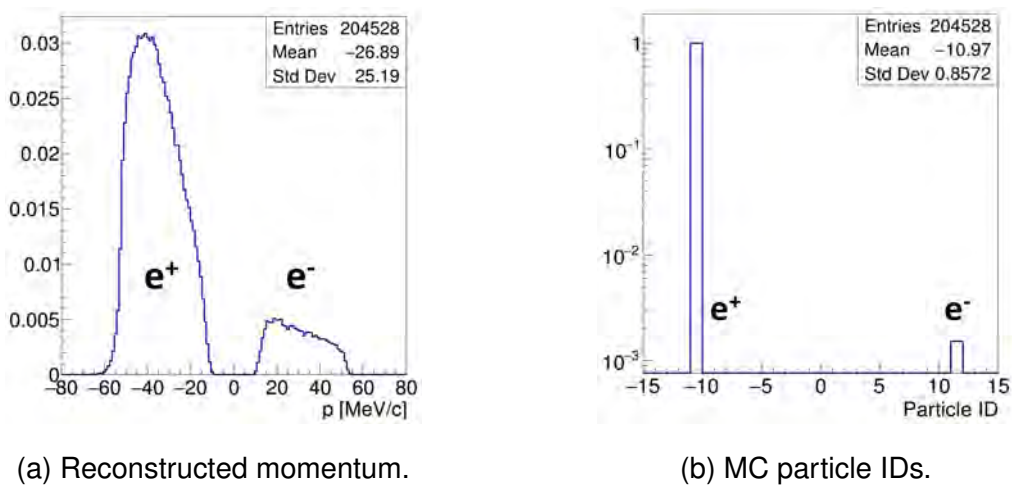 Entries 204528
Mean −26.89
Std Dev 25.19
0.03
0.025
0.02
0.015
0.01
0.005
0
e+
e-
−80 −60 −40 −20 0 20 40 60 80
p [MeV/c]
(a) Reconstructed momentum.
Entries 204528
Mean −10.97
Std Dev 0.8572
1
10−1
10−2
10−3
e+
e-
−15 −10 −5 0 5 10 15
Particle ID
(b) MC particle IDs.